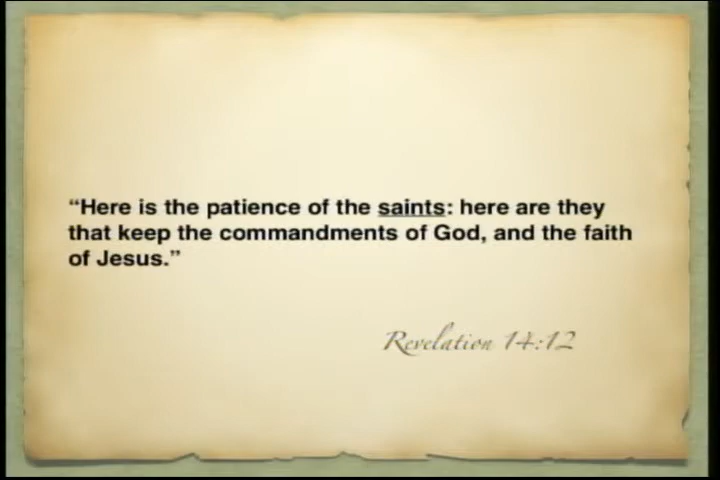 “Here is the patience of the saints: here are they
that keep the commandments of God, and the faith
of Jesus.”
Revelation 14:12